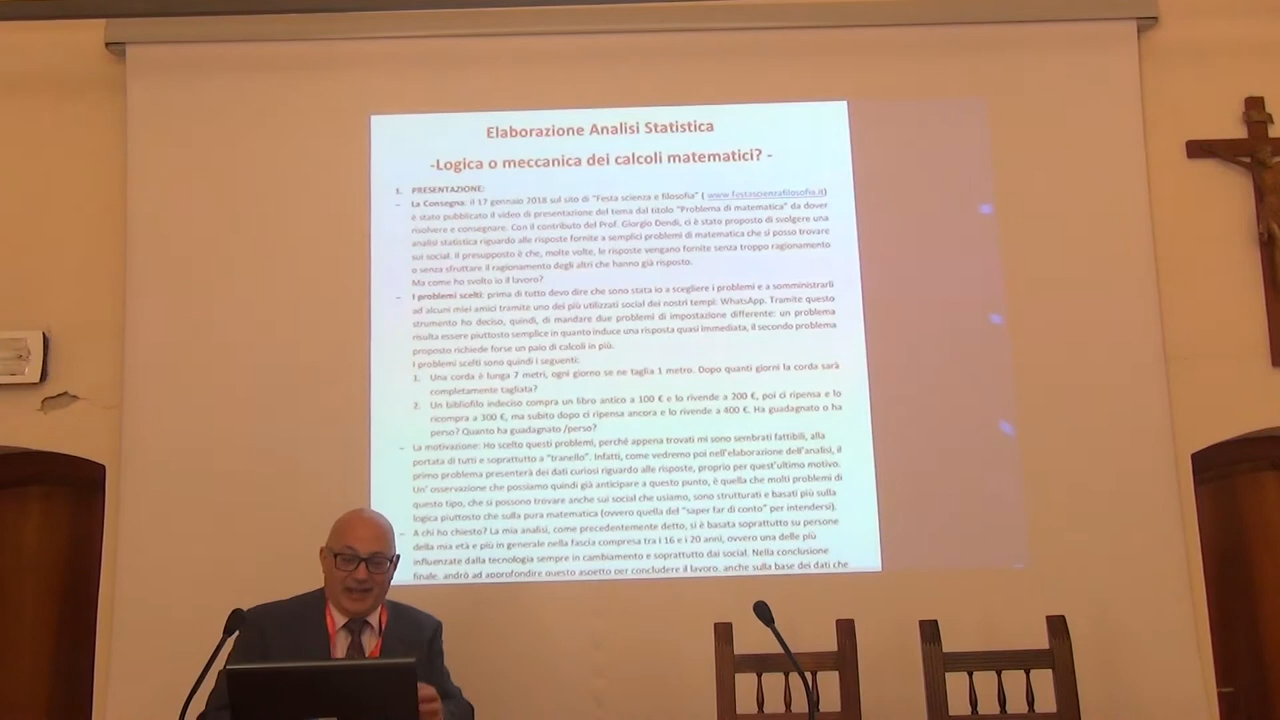 Elaborazione Analisi Statistica
-Logica o meccanica dei calcoli matematici? -
1. PRESENTAZIONE:
– La Consegna: il 17 gennaio 2018 sul sito di "Festa scienza e filosofia" ( www.festascienzafilosofia.it)
è stato pubblicato il video di presentazione del tema dal titolo "Problema di matematica" da dover
risolvere e consegnare. Con il contributo del Prof. Giorgio Dendi, ci è stato proposto di svolgere una
analisi statistica riguardo alle risposte fornite a semplici problemi di matematica che si posso trovare
sui social. Il presupposto è che, molte volte, le risposte vengano fornite senza troppo ragionamento
o senza sfruttare il ragionamento degli altri che hanno già risposto.
Ma come ho svolto io il lavoro?
– I problemi scelti: prima di tutto devo dire che sono stata io a scegliere i problemi e a somministrarli
ad alcuni miei amici tramite uno dei più utilizzati social dei nostri tempi: WhatsApp. Tramite questo
strumento ho deciso, quindi, di mandare due problemi di impostazione differente: un problema
risulta essere piuttosto semplice in quanto induce una risposta quasi immediata, il secondo problema
proposto richiede forse un paio di calcoli in più.
I problemi scelti sono quindi i seguenti:
1. Una corda è lunga 7 metri, ogni giorno se ne taglia 1 metro. Dopo quanti giorni la corda sarà
completamente tagliata?
2. Un bibliofilo indeciso compra un libro antico a 100 € e lo rivende a 200 €, poi ci ripensa e lo
ricompra a 300 €, ma subito dopo ci ripensa ancora e lo rivende a 400 €. Ha guadagnato o ha
perso? Quanto ha guadagnato /perso?
– La motivazione: Ho scelto questi problemi, perché appena trovati mi sono sembrati fattibili, alla
portata di tutti e soprattutto a "tranello". Infatti, come vedremo poi nell'elaborazione dell'analisi, il
primo problema presenterà dei dati curiosi riguardo alle risposte, proprio per quest'ultimo motivo.
Un' osservazione che possiamo quindi già anticipare a questo punto, è quella che molti problemi di
questo tipo, che si possono trovare anche sui social che usiamo, sono strutturati e basati più sulla
logica piuttosto che sulla pura matematica (ovvero quella del "saper far di conto" per intendersi).
– A chi ho chiesto? La mia analisi, come precedentemente detto, si è basata soprattutto su persone
della mia età e più in generale nella fascia compresa tra i 16 e i 20 anni, ovvero una delle più
influenzate dalla tecnologia sempre in cambiamento e soprattutto dai social. Nella conclusione
finale, andrò ad approfondire questo aspetto per concludere il lavoro, anche sulla base dei dati che